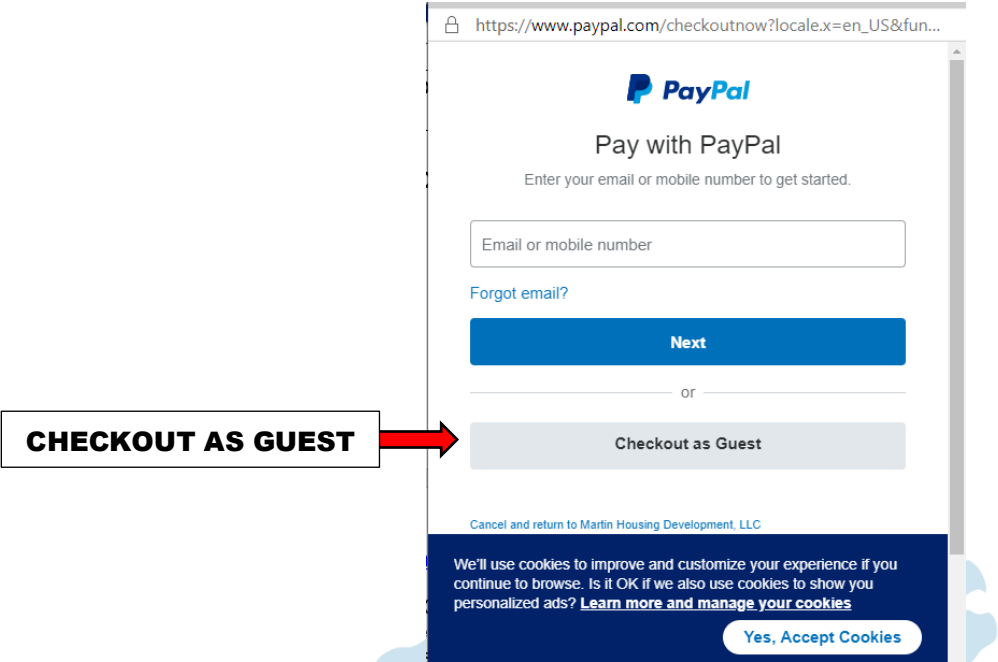 https://www.paypal.com/checkoutnow?locale.x=en_US&fun...
PayPal
Pay with PayPal
Enter your email or mobile number to get started.
Email or mobile number
Forgot email?
Next
or
CHECKOUT AS GUEST
Checkout as Guest
Cancel and return to Martin Housing Development, LLC
We'll use cookies to improve and customize your experience if you
continue to browse. Is it OK if we also use cookies to show you
personalized ads? Learn more and manage your cookies
Yes, Accept Cookies